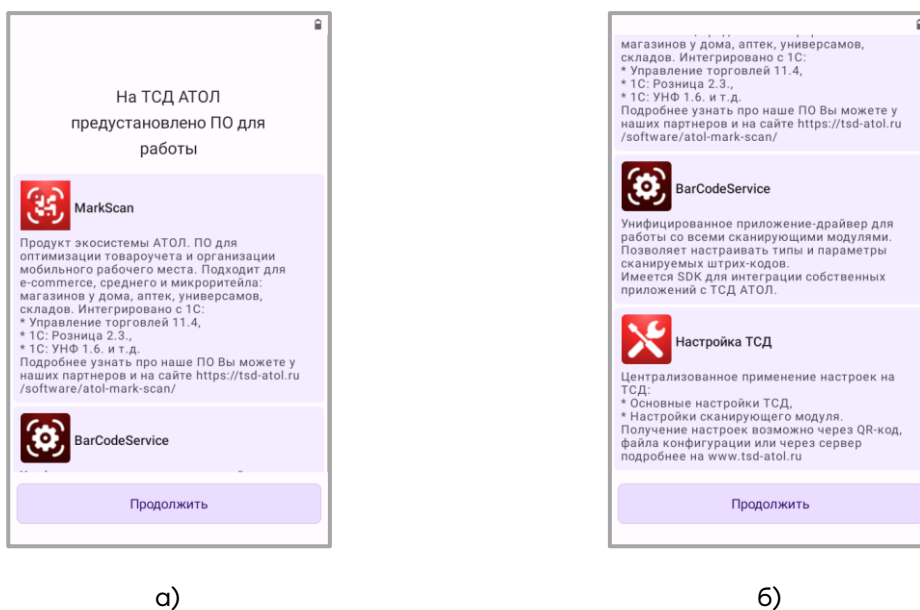 На ТСД АТОЛ
предустановлено ПО для
работы
MarkScan
Продукт экосистемы АТОЛ. ПО для
оптимизации товароучета и организации
мобильного рабочего места. Подходит для
e-commerce, среднего и микроритейла:
магазинов у дома, аптек, универсамов,
складов. Интегрировано с 1С:
* Управление торговлей 11.4,
* 1С: Розница 2.3.,
* 1С: УНФ 1.6. и т.д.
Подробнее узнать про наше ПО Вы можете у
наших партнеров и на сайте https://tsd-atol.ru
/software/atol-mark-scan/
BarCodeService
Продолжить
а)
магазинов у дома, аптек, универсамов,
складов. Интегрировано с 1С:
* Управление торговлей 11.4,
* 1С: Розница 2.3.,
* 1С: УНФ 1.6. и т.д.
Подробнее узнать про наше ПО Вы можете у
наших партнеров и на сайте https://tsd-atol.ru
/software/atol-mark-scan/
BarCodeService
Унифицированное приложение-драйвер для
работы со всеми сканирующими модулями.
Позволяет настраивать типы и параметры
сканируемых штрих-кодов.
Имеется SDK для интеграции собственных
приложений с ТСД АТОЛ.
Настройка ТСД
Централизованное применение настроек на
ТСД:
* Основные настройки ТСД,
* Настройки сканирующего модуля.
Получение настроек возможно через QR-код,
файла конфигурации или через сервер
подробнее на www.tsd-atol.ru
Продолжить
б)